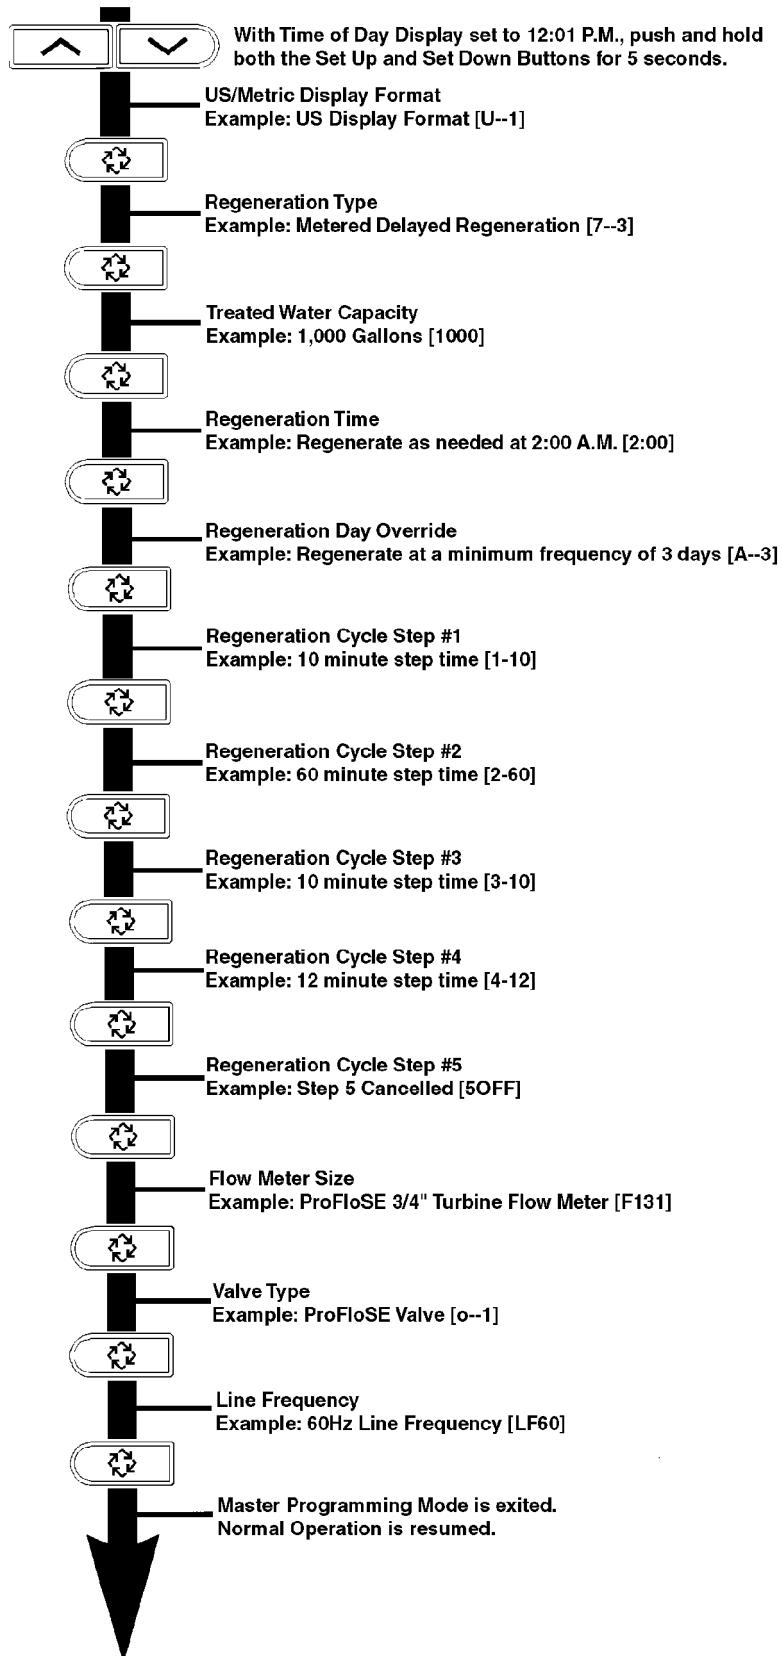 With Time of Day Display set to 12:01 P.M., push and hold
both the Set Up and Set Down Buttons for 5 seconds.
US/Metric Display Format
Example: US Display Format [U--1]
Regeneration Type
Example: Metered Delayed Regeneration [7--3]
Treated Water Capacity
Example: 1,000 Gallons [1000]
Regeneration Time
Example: Regenerate as needed at 2:00 A.M. [2:00]
Regeneration Day Override
Example: Regenerate at a minimum frequency of 3 days [A--3]
Regeneration Cycle Step #1
Example: 10 minute step time [1-10]
Regeneration Cycle Step #2
Example: 60 minute step time [2-60]
Regeneration Cycle Step #3
Example: 10 minute step time [3-10]
Regeneration Cycle Step #4
Example: 12 minute step time [4-12]
Regeneration Cycle Step #5
Example: Step 5 Cancelled [5OFF]
Flow Meter Size
Example: ProFloSE 3/4" Turbine Flow Meter [F131]
Valve Type
Example: ProFloSE Valve [o--1]
Line Frequency
Example: 60Hz Line Frequency [LF60]
Master Programming Mode is exited.
Normal Operation is resumed.